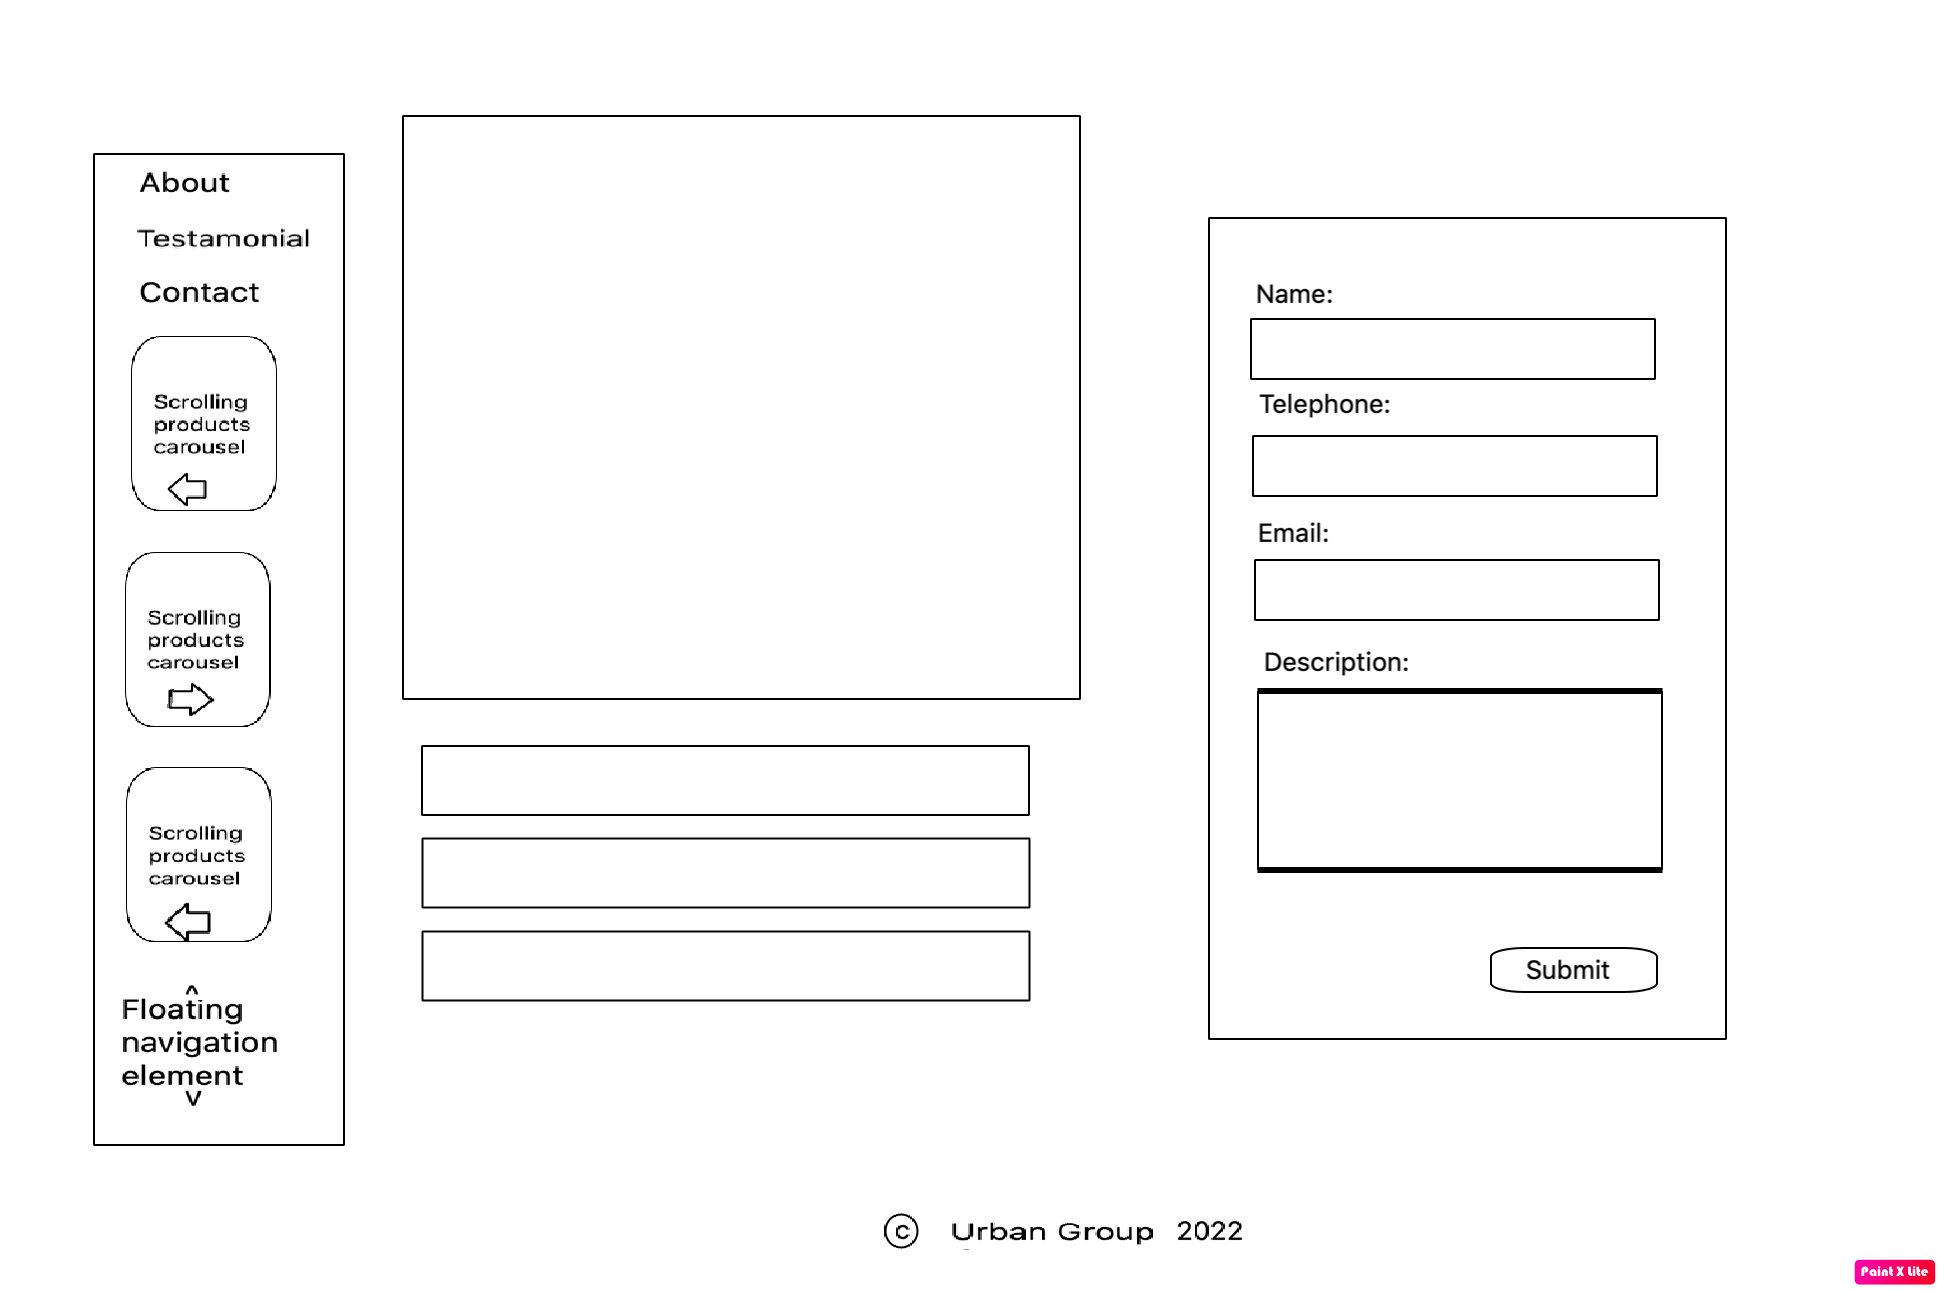 About
Testamonial
Contact
Scrolling
products
carousel
Scrolling
products
carousel
Scrolling
products
carousel
^
Floating
navigation
element
v
Name:
Telephone:
Email:
Description:
Submit
© Urban Group 2022
Paint X Lite